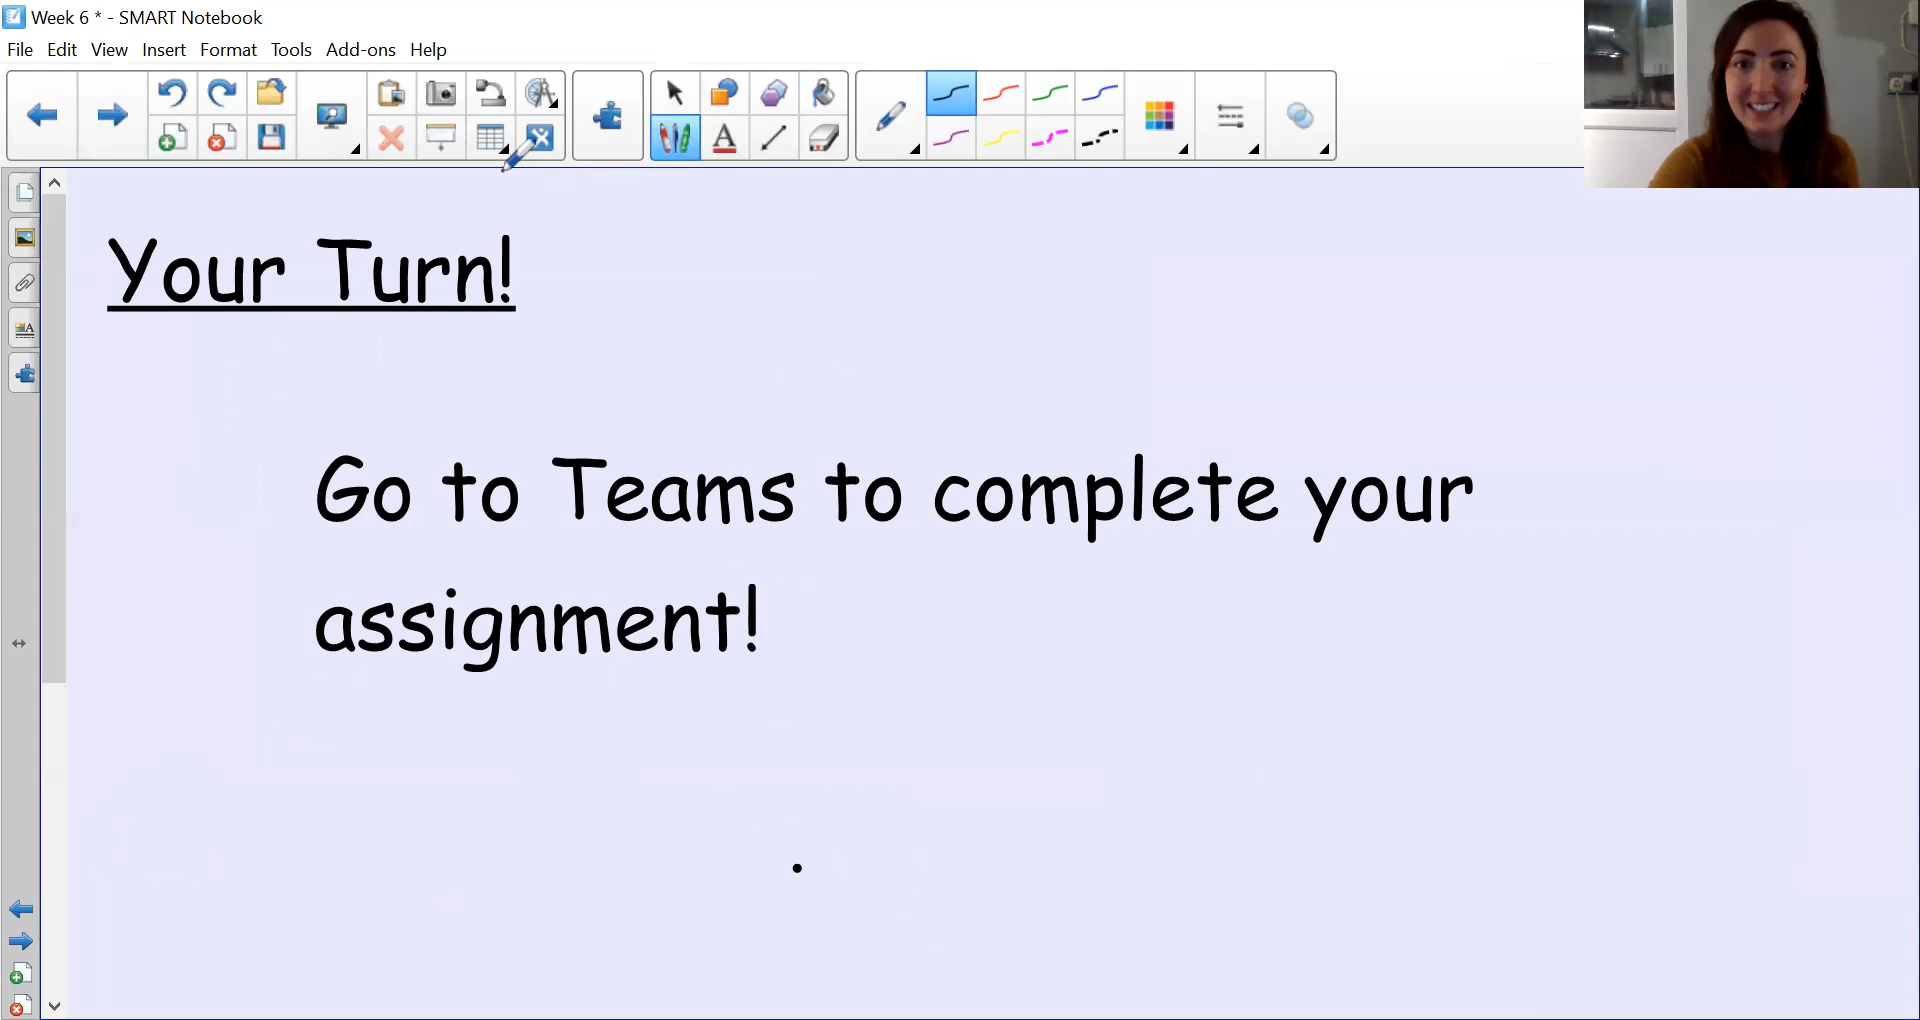 Week 6 * - SMART Notebook
File Edit View Insert Format Tools Add-ons Help
Your Turn!
Go to Teams to complete your
assignment!
.